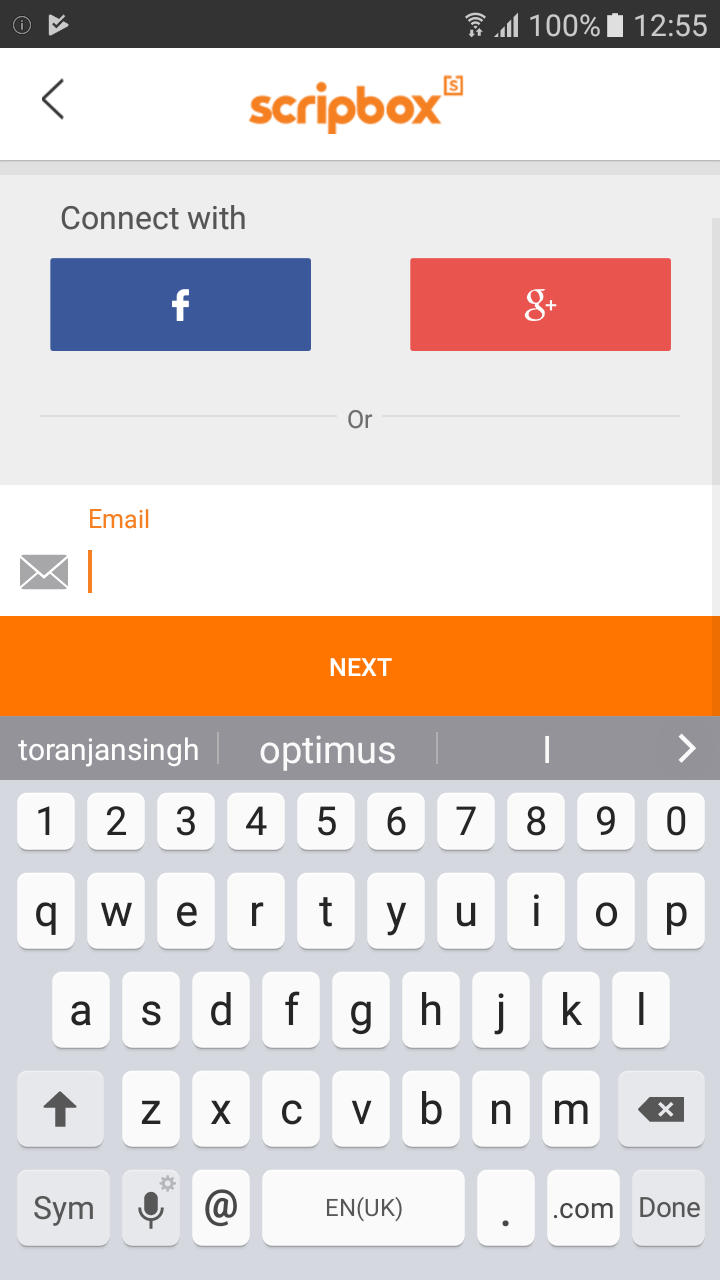 100% 12:55
scripbox [s]
Connect with
f g+
Or
Email
NEXT
toranjansingh optimus I
1 2 3 4 5 6 7 8 9 0
q w e r t y u i o p
a s d f g h j k l
z x c v b n m
Sym @ EN(UK) . .com Done